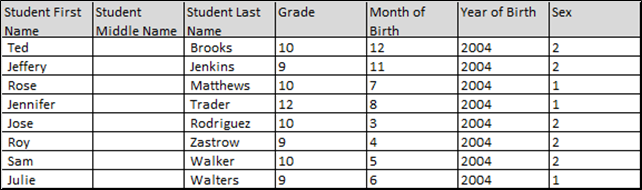 Student First Name | Student Middle Name | Student Last Name | Grade | Month of Birth | Year of Birth | Sex
Ted | | Brooks | 10 | 12 | 2004 | 2
Jeffery | | Jenkins | 9 | 11 | 2004 | 2
Rose | | Matthews | 10 | 7 | 2004 | 1
Jennifer | | Trader | 12 | 8 | 2004 | 1
Jose | | Rodriguez | 10 | 3 | 2004 | 2
Roy | | Zastrow | 9 | 4 | 2004 | 2
Sam | | Walker | 10 | 5 | 2004 | 2
Julie | | Walters | 9 | 6 | 2004 | 1